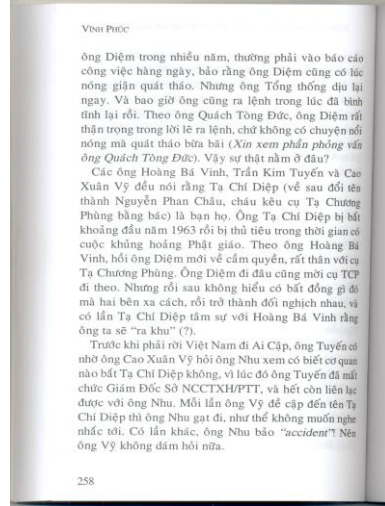 VĨNH PHÚC
ông Diệm trong nhiều năm, thường phải vào báo cáo
công việc hàng ngày, bảo rằng ông Diệm cũng có lúc
nóng giận quát tháo. Nhưng ông Tổng thống dịu lại
ngay. Và bao giờ ông cũng ra lệnh trong lúc đã bình
tĩnh lại rồi. Theo ông Quách Tòng Đức, ông Diệm rất
thận trọng trong lời lẽ ra lệnh, chứ không có chuyện nổi
nóng mà quát tháo bừa bãi (Xin xem phần phỏng vấn
ông Quách Tòng Đức). Vậy sự thật nằm ở đâu?
Các ông Hoàng Bá Vinh, Trần Kim Tuyến và Cao
Xuân Vỹ đều nói rằng Tạ Chí Diệp (về sau đổi tên
thành Nguyễn Phan Châu, cháu kêu cụ Tạ Chương
Phùng bằng bác) là bạn họ. Ông Tạ Chí Diệp bị bắt
khoảng đầu năm 1963 rồi bị thủ tiêu trong thời gian có
cuộc khủng hoảng Phật giáo. Theo ông Hoàng Bá
Vinh, hồi ông Diệm mới về cầm quyền, rất thân với cụ
Tạ Chương Phùng. Ông Diệm đi đâu cũng mời cụ TCP
đi theo. Nhưng rồi sau không hiểu có bất đồng gì đó
mà hai bên xa cách, rồi trở thành đối nghịch nhau, và
có lần Tạ Chí Diệp tâm sự với Hoàng Bá Vinh rằng
ông ta sẽ “ra khu” (?).
Trước khi phải rời Việt Nam đi Ai Cập, ông Tuyến có
nhờ ông Cao Xuân Vỹ hỏi ông Nhu xem có biết cơ quan
nào bắt Tạ Chí Diệp không, vì lúc đó ông Tuyến đã mất
chức Giám Đốc Sở NCCTXH/PTT, và hết còn liên lạc
được với ông Nhu. Mỗi lần ông Vỹ đề cập đến tên Tạ
Chí Diệp thì ông Nhu gạt đi, như thể không muốn nghe
nhắc tới. Có lần khác, ông Nhu bảo “accident”! Nên
ông Vỹ không dám hỏi nữa.
258